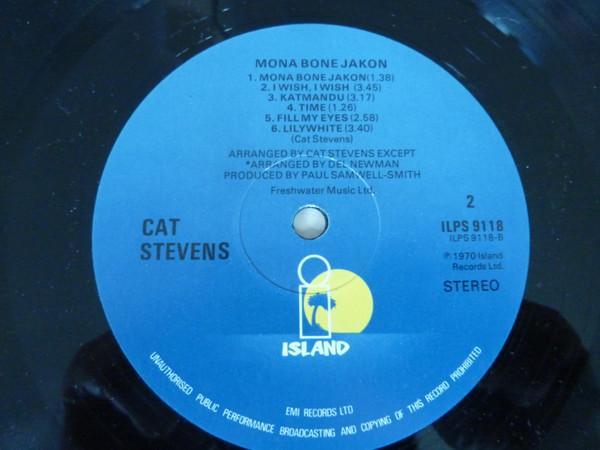 MONA BONE JAKON
1. MONA BONE JAKON(1.38)
2. I WISH, I WISH (3.45)
3. KATMANDU(3.17)
4. TIME (1.26)
5. FILL MY EYES (2.58)
6. LILYWHITE (3.40)
(Cat Stevens)
ARRANGED BY CAT STEVENS EXCEPT
*ARRANGED BY DEL NEWMAN
PRODUCED BY PAUL SAMWELL-SMITH
Freshwater Music Ltd.
CAT
STEVENS
2
ILPS 9118
ILPS 9118-B
℗ 1970 Island
Records Ltd.
STEREO
ISLAND
EMI RECORDS LTD
UNAUTHORISED PUBLIC PERFORMANCE BROADCASTING AND COPYING OF THIS RECORD PROHIBITED